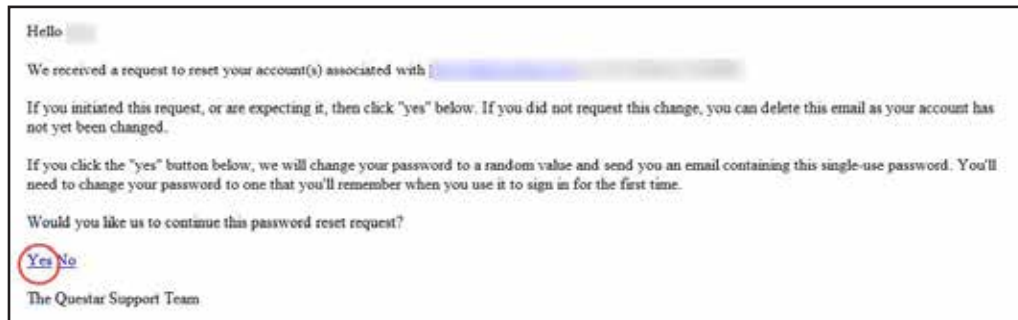 Hello
We received a request to reset your account(s) associated with
If you initiated this request, or are expecting it, then click "yes" below. If you did not request this change, you can delete this email as your account has
not yet been changed.
If you click the "yes" button below, we will change your password to a random value and send you an email containing this single-use password. You'll
need to change your password to one that you'll remember when you use it to sign in for the first time.
Would you like us to continue this password reset request?
Yes No
The Questar Support Team